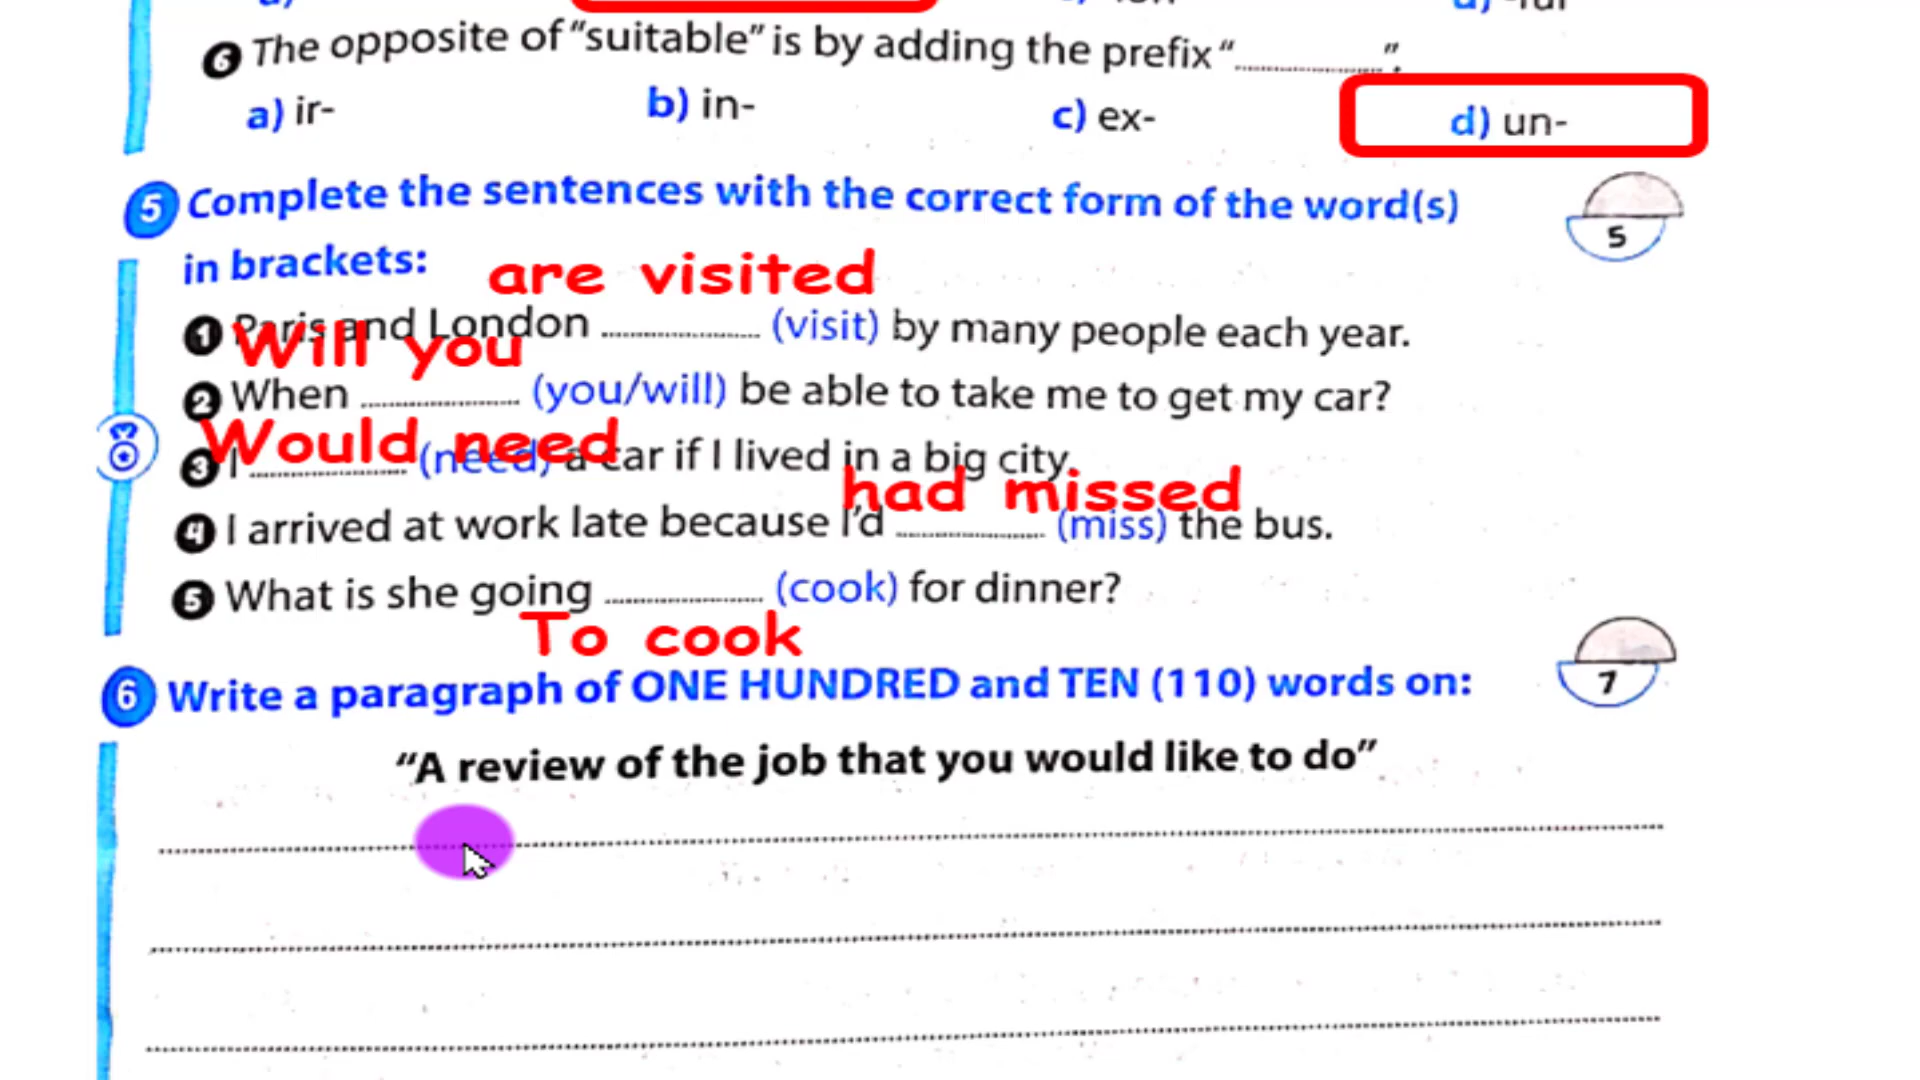 6 The opposite of “suitable” is by adding the prefix “..............”.
a) ir- b) in- c) ex- d) un-
5 Complete the sentences with the correct form of the word(s)
5
in brackets:
are visited
1 Paris and London .............. (visit) by many people each year.
Will you
2 When .............. (you/will) be able to take me to get my car?
Would need
3 I .............. (need) a car if I lived in a big city.
had missed
4 I arrived at work late because I’d .............. (miss) the bus.
5 What is she going .............. (cook) for dinner?
To cook
6 Write a paragraph of ONE HUNDRED and TEN (110) words on:
7
“A review of the job that you would like to do”